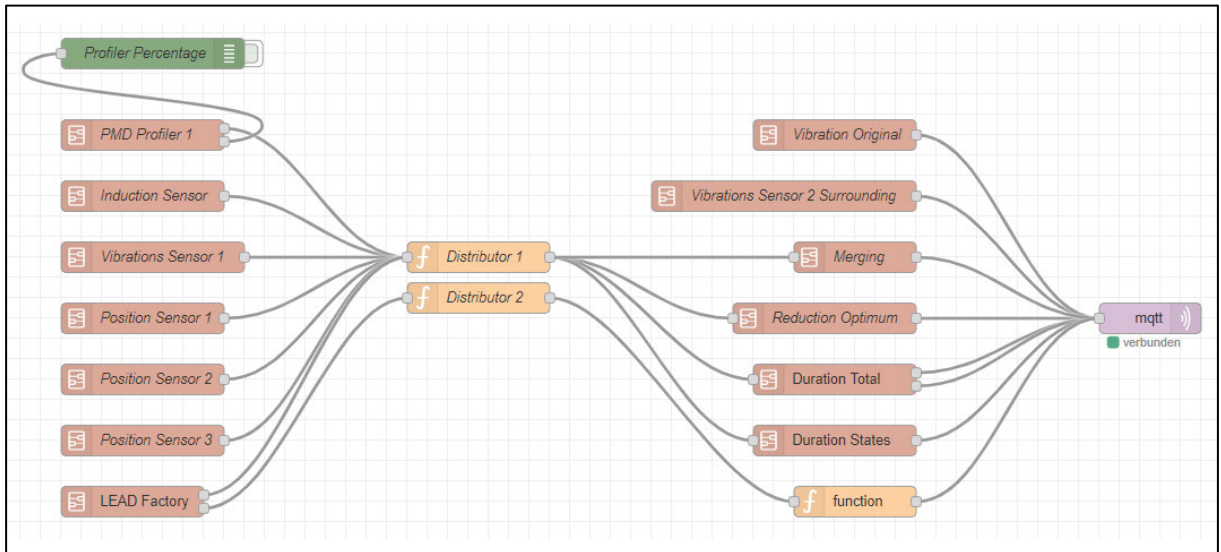 Profiler Percentage
PMD Profiler 1
Induction Sensor
Vibrations Sensor 1
Position Sensor 1
Position Sensor 2
Position Sensor 3
LEAD Factory
Distributor 1
Distributor 2
Vibration Original
Vibrations Sensor 2 Surrounding
Merging
Reduction Optimum
Duration Total
Duration States
function
mqtt
verbunden